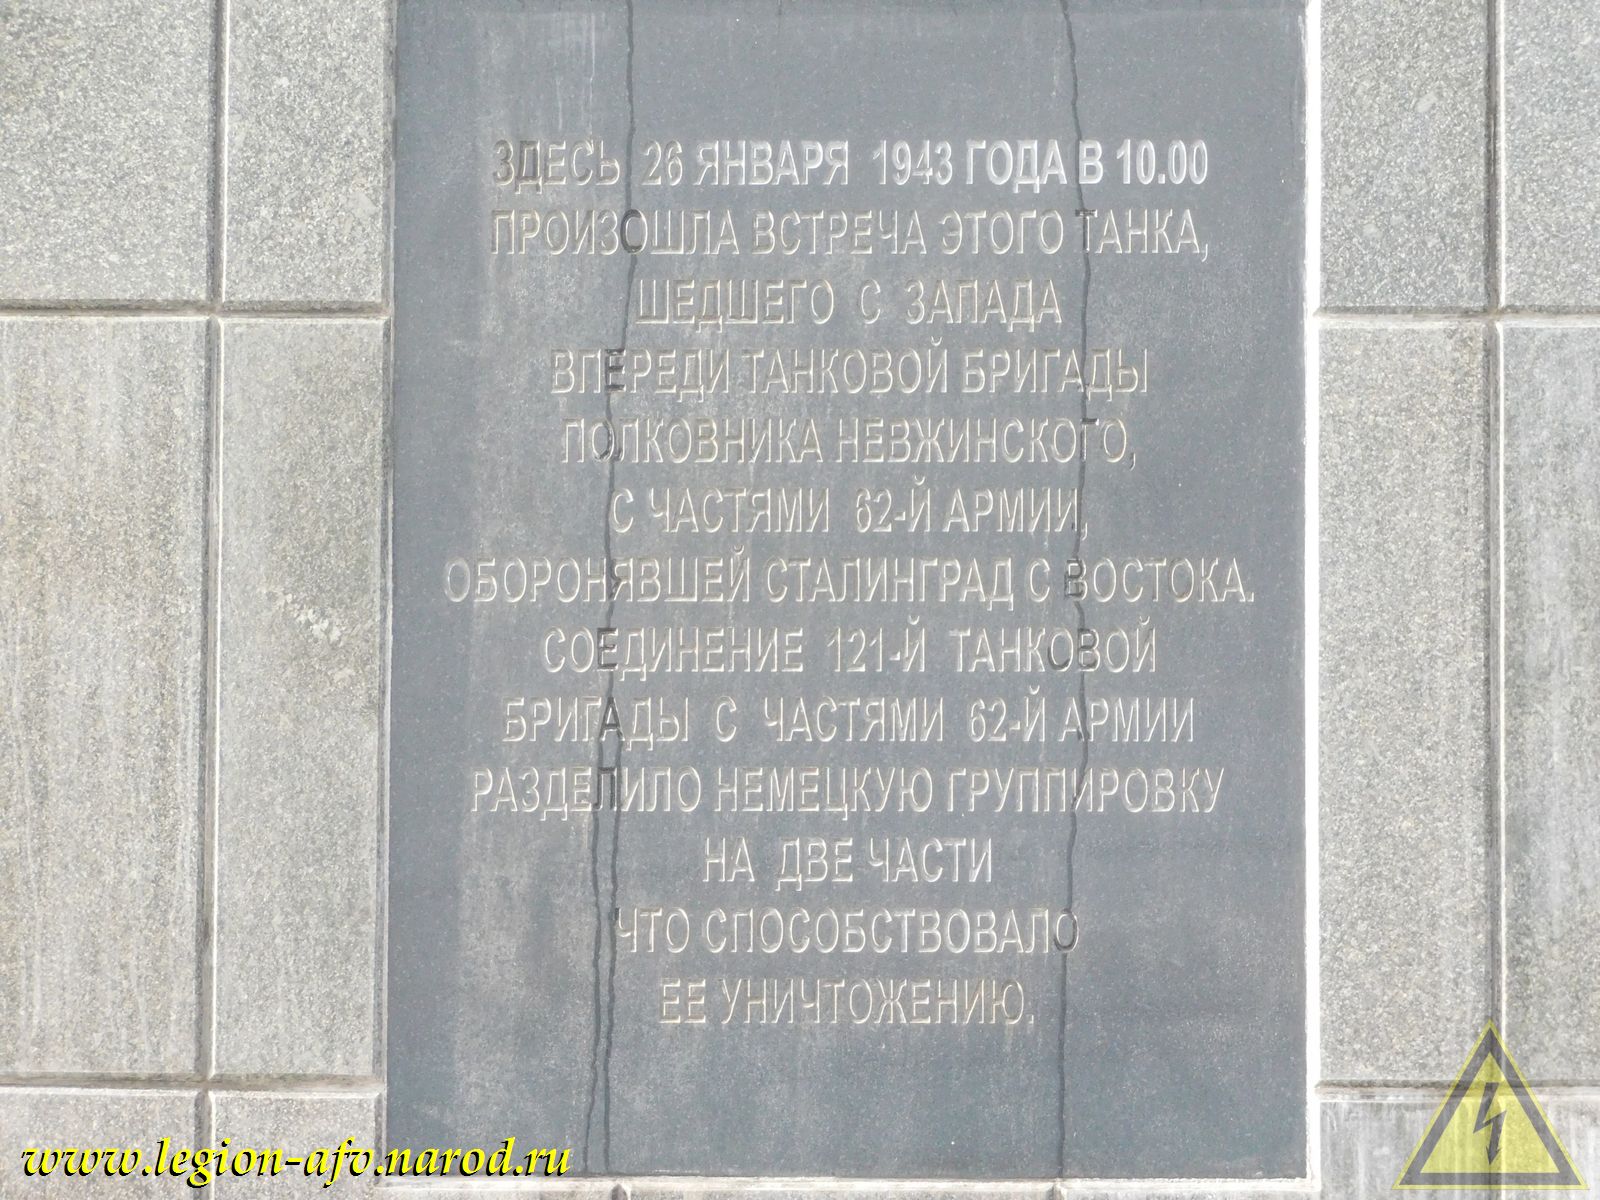 ЗДЕСЬ 26 ЯНВАРЯ 1943 ГОДА В 10.00
ПРОИЗОШЛА ВСТРЕЧА ЭТОГО ТАНКА,
ШЕДШЕГО С ЗАПАДА
ВПЕРЕДИ ТАНКОВОЙ БРИГАДЫ
ПОЛКОВНИКА НЕВЖИНСКОГО,
С ЧАСТЯМИ 62-Й АРМИИ,
ОБОРОНЯВШЕЙ СТАЛИНГРАД С ВОСТОКА.
СОЕДИНЕНИЕ 121-Й ТАНКОВОЙ
БРИГАДЫ С ЧАСТЯМИ 62-Й АРМИИ
РАЗДЕЛИЛО НЕМЕЦКУЮ ГРУППИРОВКУ
НА ДВЕ ЧАСТИ
ЧТО СПОСОБСТВОВАЛО
ЕЕ УНИЧТОЖЕНИЮ.
www.legion-afv.narod.ru